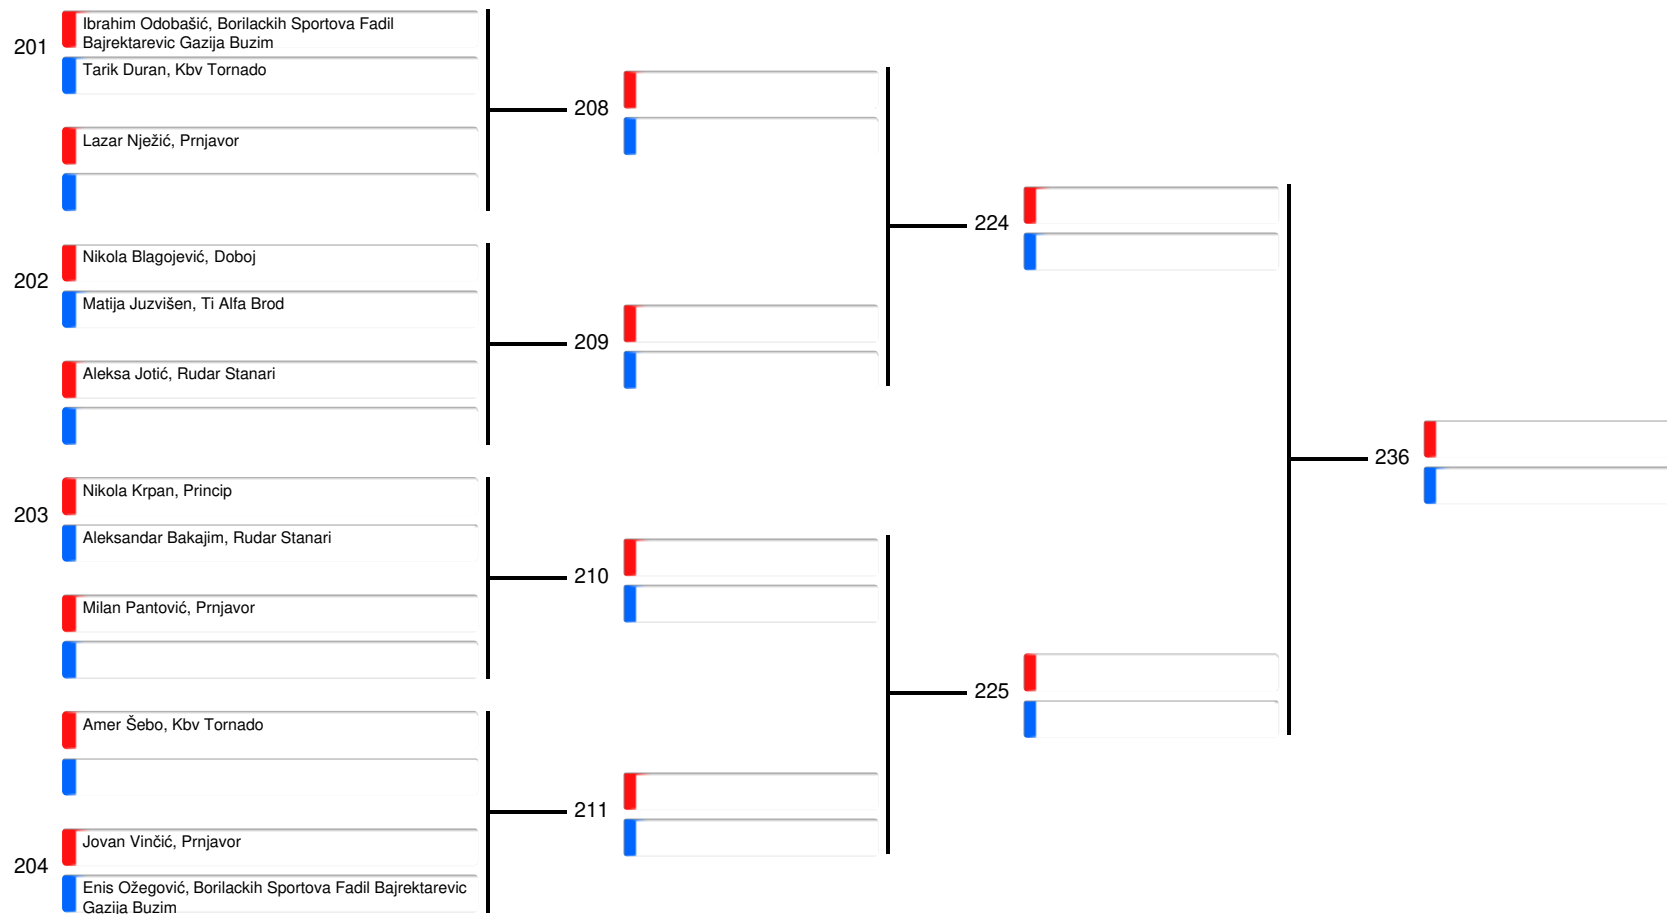 201
Ibrahim Odobašić, Borilackih Sportova Fadil
Bajrektarevic Gazija Buzim
Tarik Duran, Kbv Tornado
208
Lazar Nježić, Prnjavor
224
Nikola Blagojević, Doboj
202
Matija Juzvišen, Ti Alfa Brod
209
Aleksa Jotić, Rudar Stanari
236
Nikola Krpan, Princip
203
Aleksandar Bakajim, Rudar Stanari
210
Milan Pantović, Prnjavor
225
Amer Šebo, Kbv Tornado
211
Jovan Vinčić, Prnjavor
204
Enis Ožegović, Borilackih Sportova Fadil Bajrektarevic
Gazija Buzim